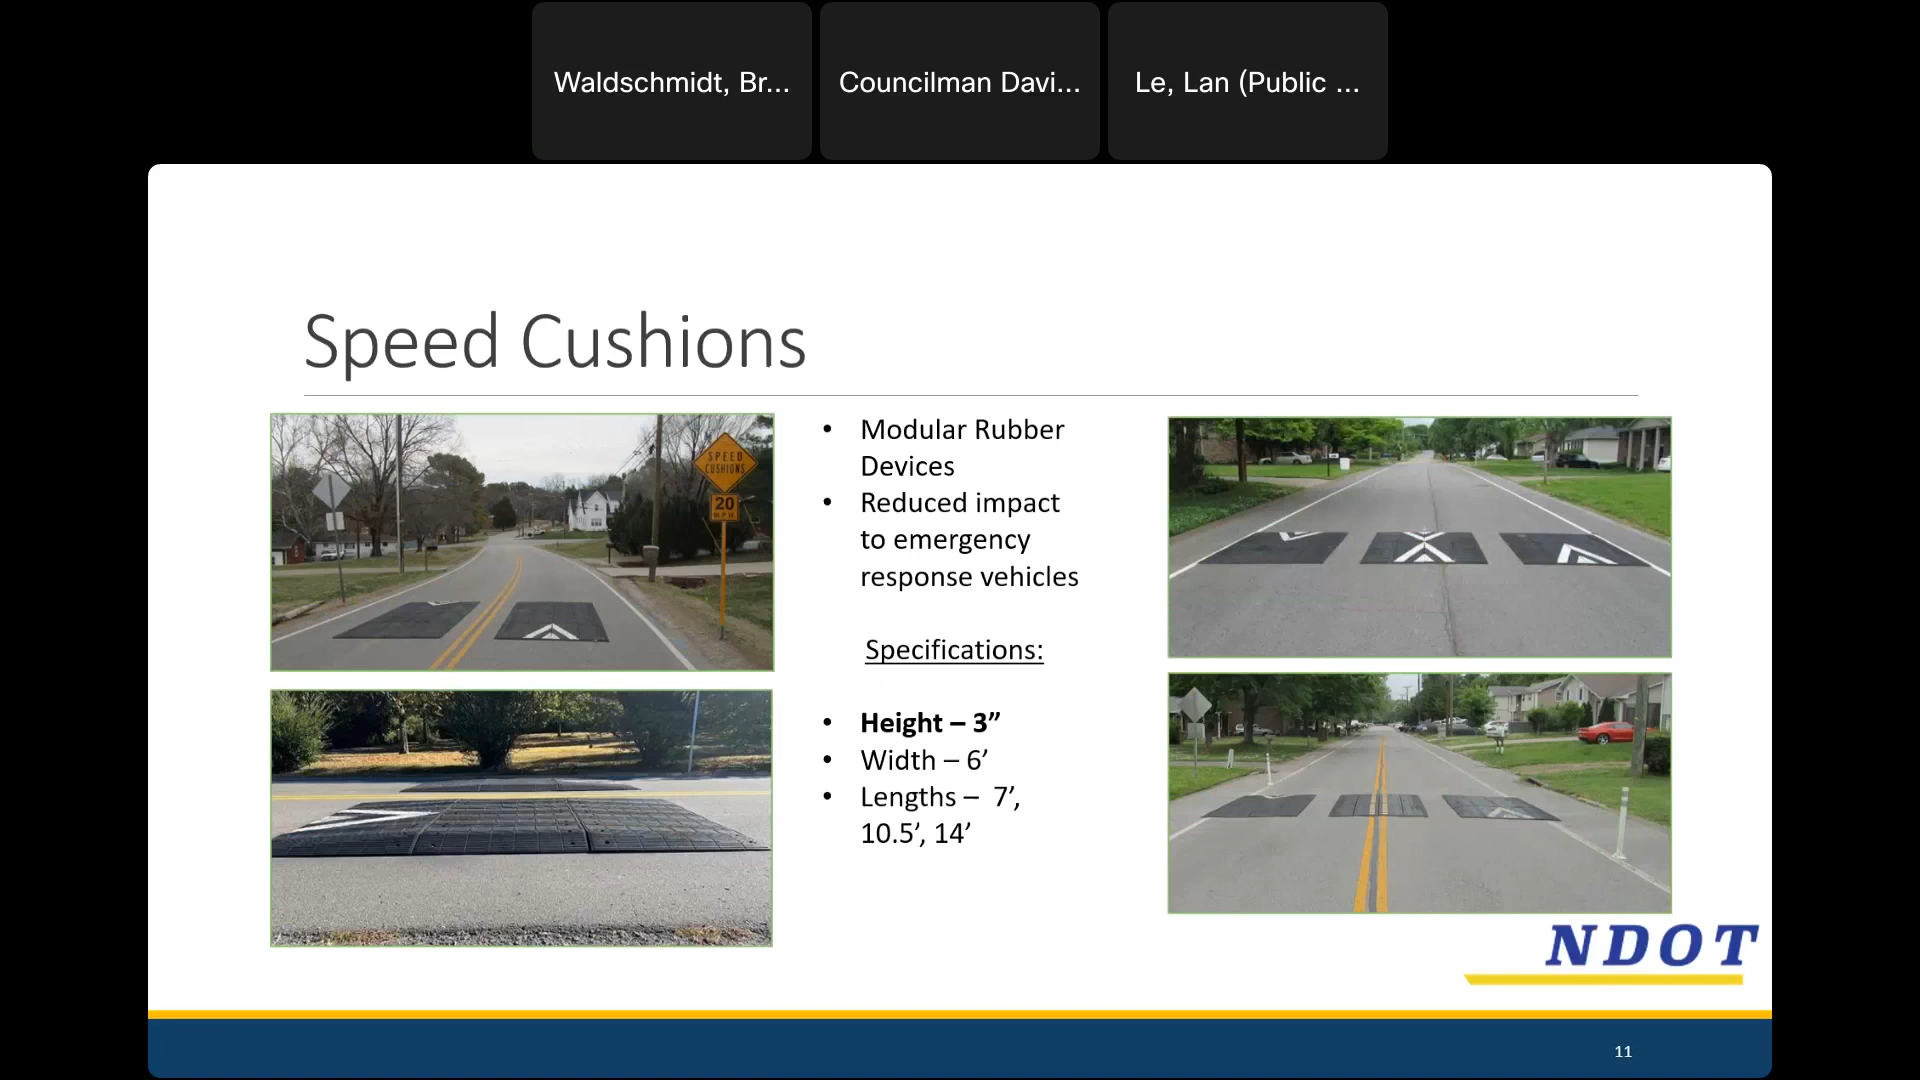 Waldschmidt, Br...
Councilman Davi...
Le, Lan (Public ...
Speed Cushions
SPEED
CUSHIONS
20
M.P.H.
• Modular Rubber
Devices
• Reduced impact
to emergency
response vehicles
Specifications:
• Height – 3”
• Width – 6’
• Lengths – 7’,
10.5’, 14’
NDOT
11